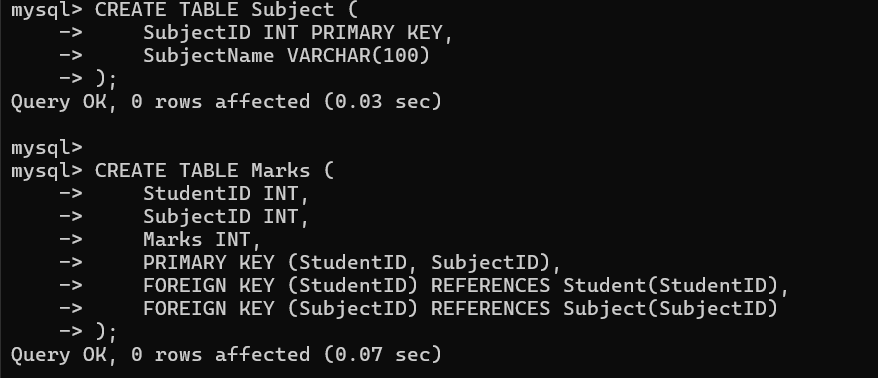 mysql> CREATE TABLE Subject (
    ->     SubjectID INT PRIMARY KEY,
    ->     SubjectName VARCHAR(100)
    -> );
Query OK, 0 rows affected (0.03 sec)

mysql>
mysql> CREATE TABLE Marks (
    ->     StudentID INT,
    ->     SubjectID INT,
    ->     Marks INT,
    ->     PRIMARY KEY (StudentID, SubjectID),
    ->     FOREIGN KEY (StudentID) REFERENCES Student(StudentID),
    ->     FOREIGN KEY (SubjectID) REFERENCES Subject(SubjectID)
    -> );
Query OK, 0 rows affected (0.07 sec)